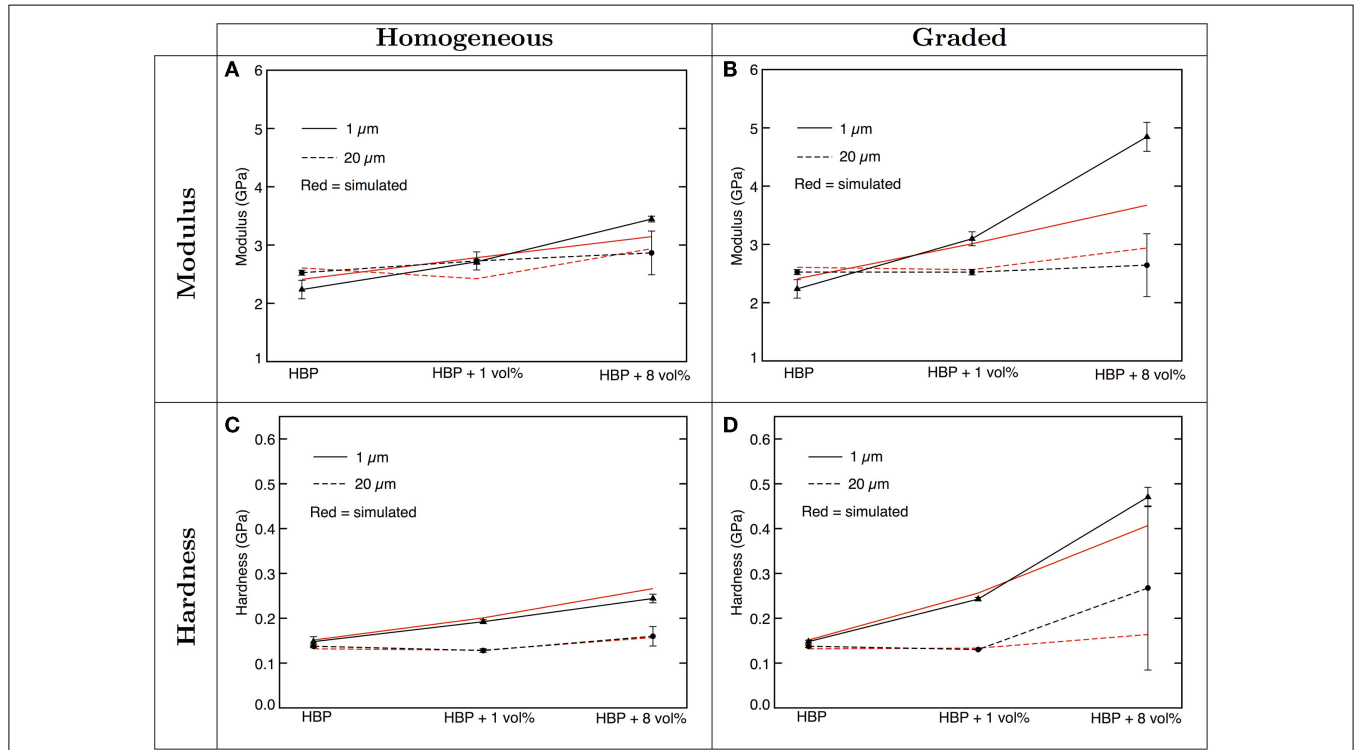 Homogeneous
Graded
Modulus
A
6
5
4
3
2
1
Modulus (GPa)
1 µm
20 µm
Red = simulated
HBP
HBP + 1 vol%
HBP + 8 vol%
B
6
5
4
3
2
1
Modulus (GPa)
1 µm
20 µm
Red = simulated
HBP
HBP + 1 vol%
HBP + 8 vol%
Hardness
C
0.6
0.5
0.4
0.3
0.2
0.1
0.0
Hardness (GPa)
1 µm
20 µm
Red = simulated
HBP
HBP + 1 vol%
HBP + 8 vol%
D
0.6
0.5
0.4
0.3
0.2
0.1
0.0
Hardness (GPa)
1 µm
20 µm
Red = simulated
HBP
HBP + 1 vol%
HBP + 8 vol%